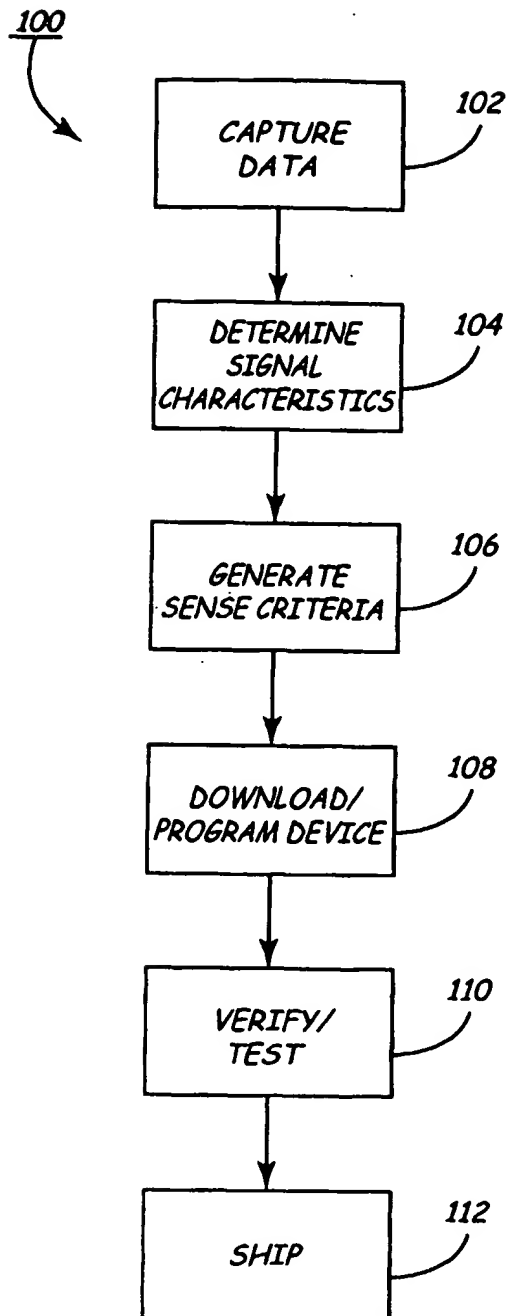 100
102
CAPTURE
DATA
104
DETERMINE
SIGNAL
CHARACTERISTICS
106
GENERATE
SENSE CRITERIA
108
DOWNLOAD/
PROGRAM DEVICE
110
VERIFY/
TEST
112
SHIP